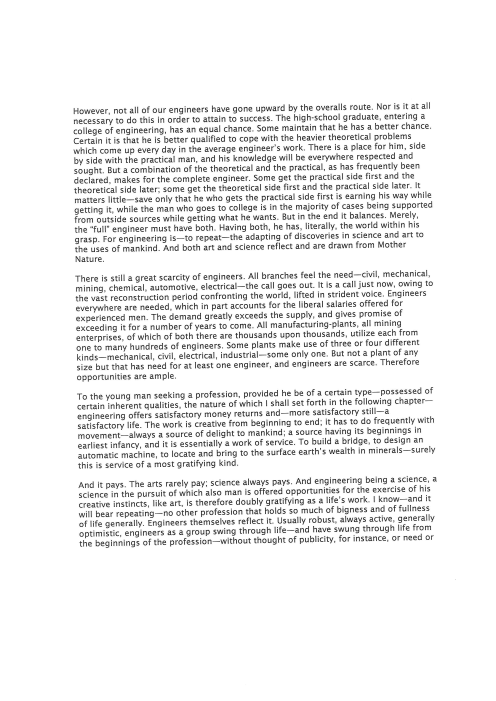 However, not all of our engineers have gone upward by the overalls route. Nor is it at all
necessary to do this in order to attain to success. The high-school graduate, entering a
college of engineering, has an equal chance. Some maintain that he has a better chance.
Certain it is that he is better qualified to cope with the heavier theoretical problems
which come up every day in the average engineer's work. There is a place for him, side
by side with the practical man, and his knowledge will be everywhere respected and
sought. But a combination of the theoretical and the practical, as has frequently been
declared, makes for the complete engineer. Some get the practical side first and the
theoretical side later; some get the theoretical side first and the practical side later. It
matters little—save only that he who gets the practical side first is earning his way while
getting it, while the man who goes to college is in the majority of cases being supported
from outside sources while getting what he wants. But in the end it balances. Merely,
the "full" engineer must have both. Having both, he has, literally, the world within his
grasp. For engineering is—to repeat—the adapting of discoveries in science and art to
the uses of mankind. And both art and science reflect and are drawn from Mother
Nature.
There is still a great scarcity of engineers. All branches feel the need—civil, mechanical,
mining, chemical, automotive, electrical—the call goes out. It is a call just now, owing to
the vast reconstruction period confronting the world, lifted in strident voice. Engineers
everywhere are needed, which in part accounts for the liberal salaries offered for
experienced men. The demand greatly exceeds the supply, and gives promise of
exceeding it for a number of years to come. All manufacturing-plants, all mining
enterprises, of which of both there are thousands upon thousands, utilize each from
one to many hundreds of engineers. Some plants make use of three or four different
kinds—mechanical, civil, electrical, industrial—some only one. But not a plant of any
size but that has need for at least one engineer, and engineers are scarce. Therefore
opportunities are ample.
To the young man seeking a profession, provided he be of a certain type—possessed of
certain inherent qualities, the nature of which I shall set forth in the following chapter—
engineering offers satisfactory money returns and—more satisfactory still—a
satisfactory life. The work is creative from beginning to end; it has to do frequently with
movement—always a source of delight to mankind; a source having its beginnings in
earliest infancy, and it is essentially a work of service. To build a bridge, to design an
automatic machine, to locate and bring to the surface earth's wealth in minerals—surely
this is service of a most gratifying kind.
And it pays. The arts rarely pay; science always pays. And engineering being a science, a
science in the pursuit of which also man is offered opportunities for the exercise of his
creative instincts, like art, is therefore doubly gratifying as a life's work. I know—and it
will bear repeating—no other profession that holds so much of bigness and of fullness
of life generally. Engineers themselves reflect it. Usually robust, always active, generally
optimistic, engineers as a group swing through life—and have swung through life from
the beginnings of the profession—without thought of publicity, for instance, or need or